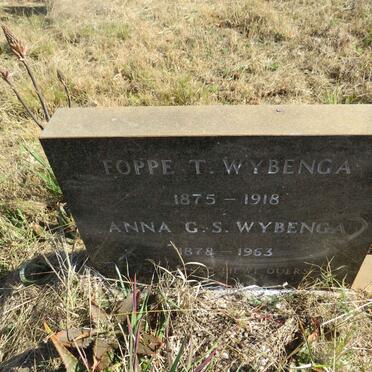 FOPPE T. WYBENGA
1875 - 1918
ANNA G.S. WYBENGA
1878 - 1963